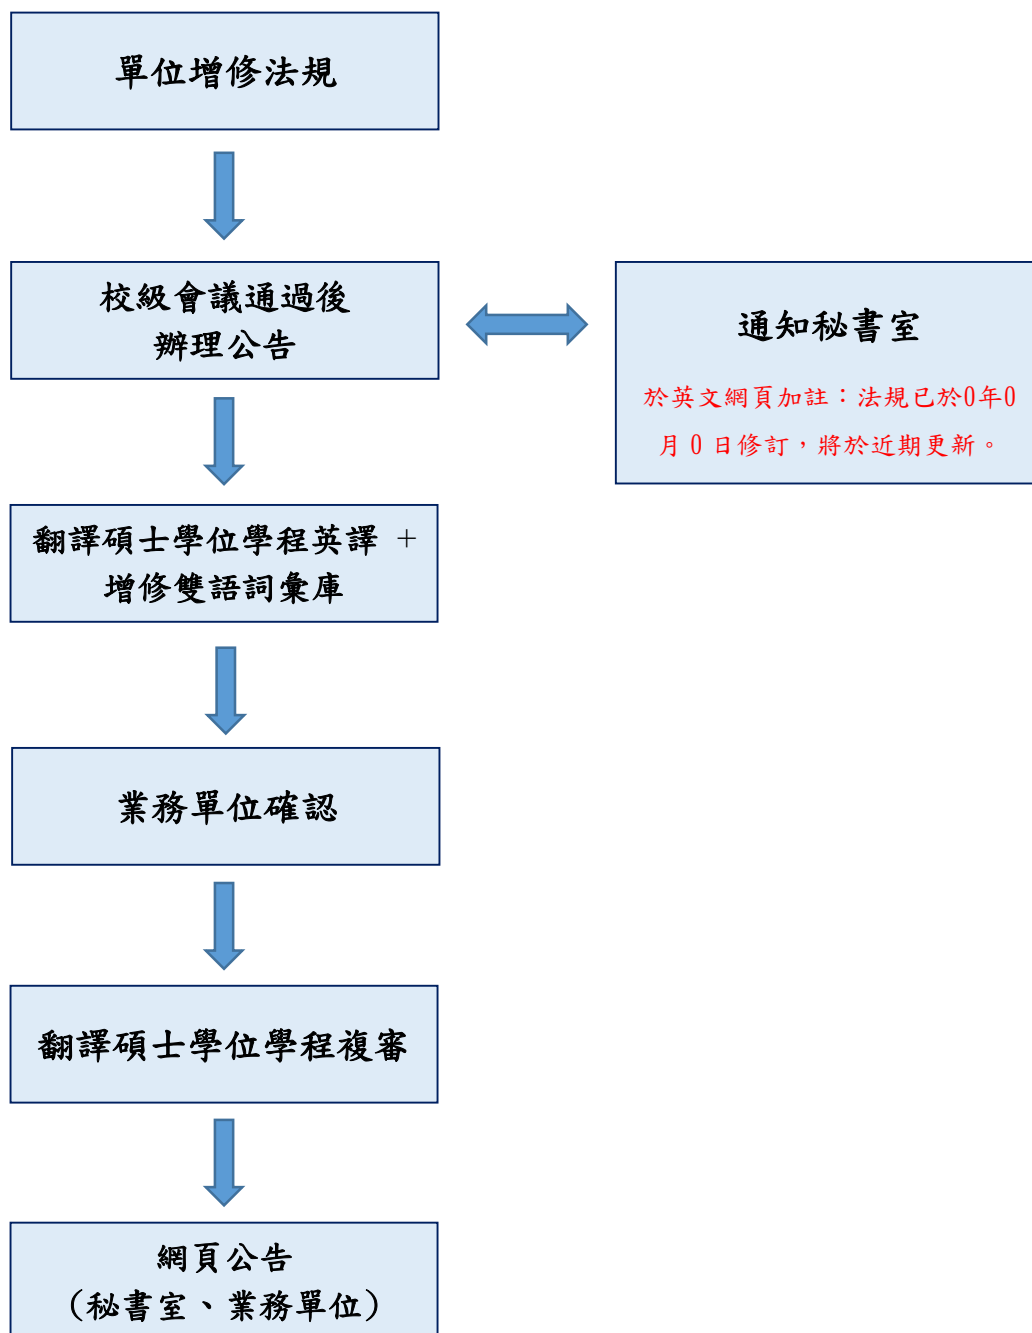 單位增修法規
校級會議通過後
辦理公告
通知秘書室
於英文網頁加註：法規已於0年0
月0日修訂，將於近期更新。
翻譯碩士學位學程英譯 +
增修雙語詞彙庫
業務單位確認
翻譯碩士學位學程複審
網頁公告
（秘書室、業務單位）